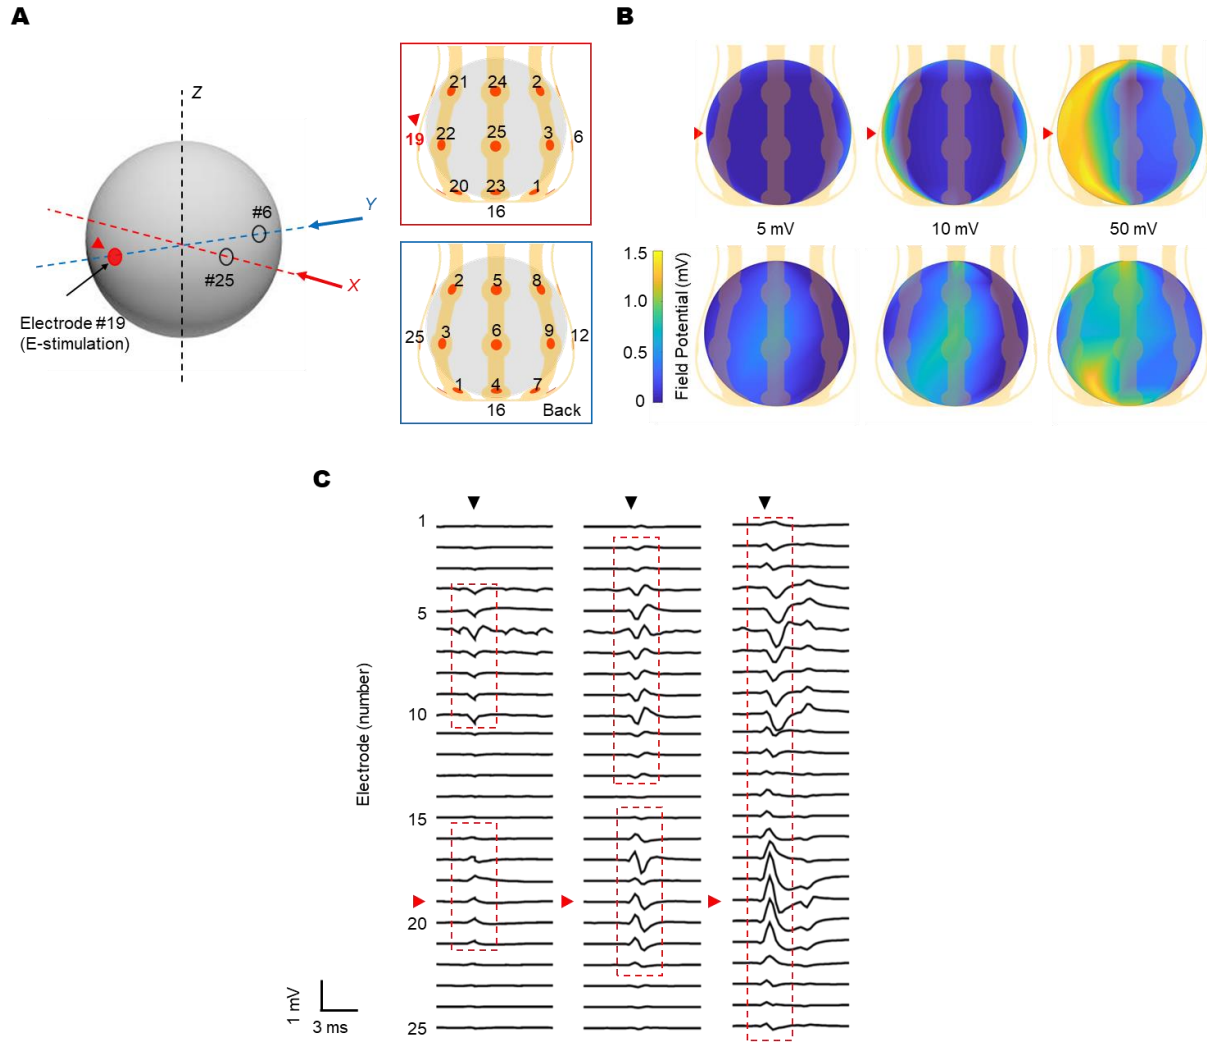 A
Z
Y
#6
#25
X
Electrode #19
(E-stimulation)
21 24 2
19 22 25 3 6
20 23 1
16
2 5 8
25 3 6 9 12
1 4 7
16 Back
B
5 mV 10 mV 50 mV
1.5
1.0
0.5
0
Field Potential (mV)
C
1
5
10
15
20
25
Electrode (number)
1 mV
3 ms